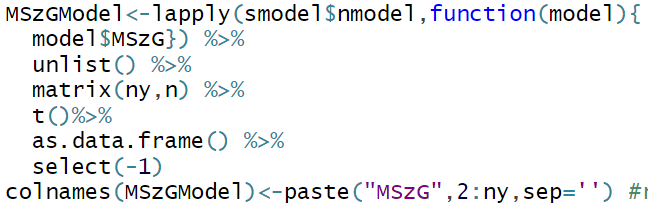 MSzGModel<-lapply(smodel$nmodel,function(model){
model$MSzG}) %>%
unlist() %>%
matrix(ny,n) %>%
t()%>%
as.data.frame() %>%
select(-1)
colnames(MSzGModel)<-paste("MSzG",2:ny,sep='') #